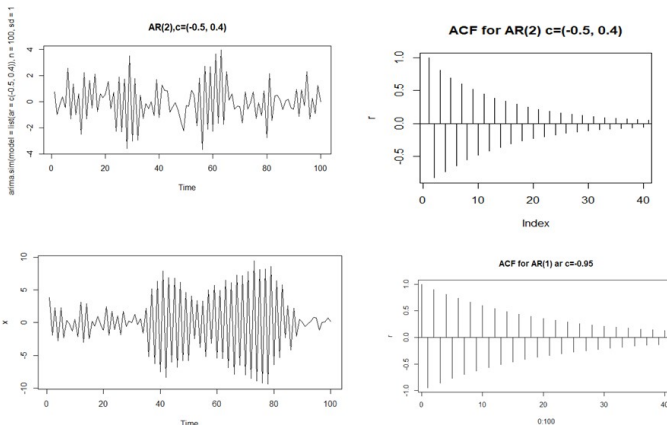 AR(2),c=(-0.5, 0.4)
arima.sim(model = list(ar = c(-0.5, 0.4)), n = 100, sd = 1
4
2
0
-2
-4
0 20 40 60 80 100
Time
ACF for AR(2) c=(-0.5, 0.4)
r
1.0
0.5
0.0
-0.5
0 10 20 30 40
Index
x
10
5
0
-5
-10
0 20 40 60 80 100
Time
ACF for AR(1) ar c=-0.95
r
1.0
0.5
0.0
-0.5
-1.0
0 10 20 30 40
0:100